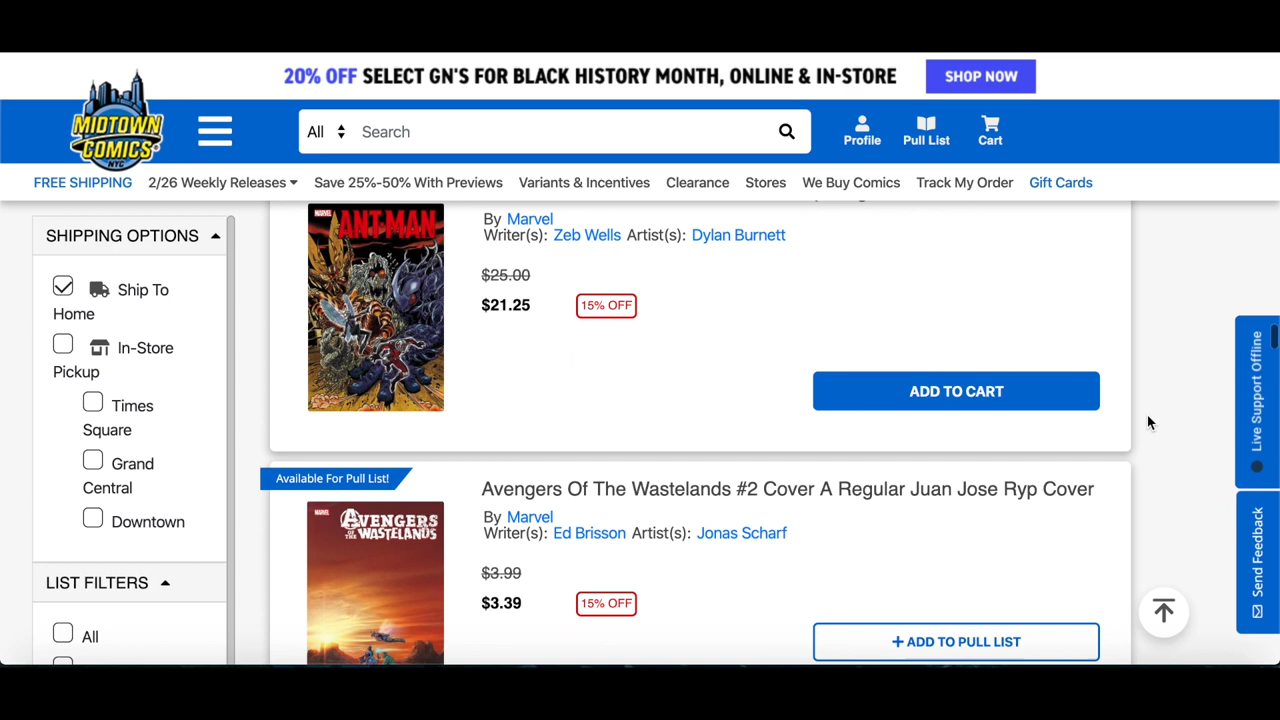 20% OFF SELECT GN'S FOR BLACK HISTORY MONTH, ONLINE & IN-STORE SHOP NOW
MIDTOWN
COMICS
NYC
All Search
Profile Pull List Cart
FREE SHIPPING 2/26 Weekly Releases Save 25%-50% With Previews Variants & Incentives Clearance Stores We Buy Comics Track My Order Gift Cards
SHIPPING OPTIONS
Ship To
Home
In-Store
Pickup
Times
Square
Grand
Central
Downtown
LIST FILTERS
All
MARVEL
ANT-MAN
By Marvel
Writer(s): Zeb Wells Artist(s): Dylan Burnett
$25.00
$21.25 15% OFF
ADD TO CART
Available For Pull List!
MARVEL
AVENGERS
OF THE WASTELANDS
Avengers Of The Wastelands #2 Cover A Regular Juan Jose Ryp Cover
By Marvel
Writer(s): Ed Brisson Artist(s): Jonas Scharf
$3.99
$3.39 15% OFF
+ ADD TO PULL LIST
Live Support Offline
Send Feedback